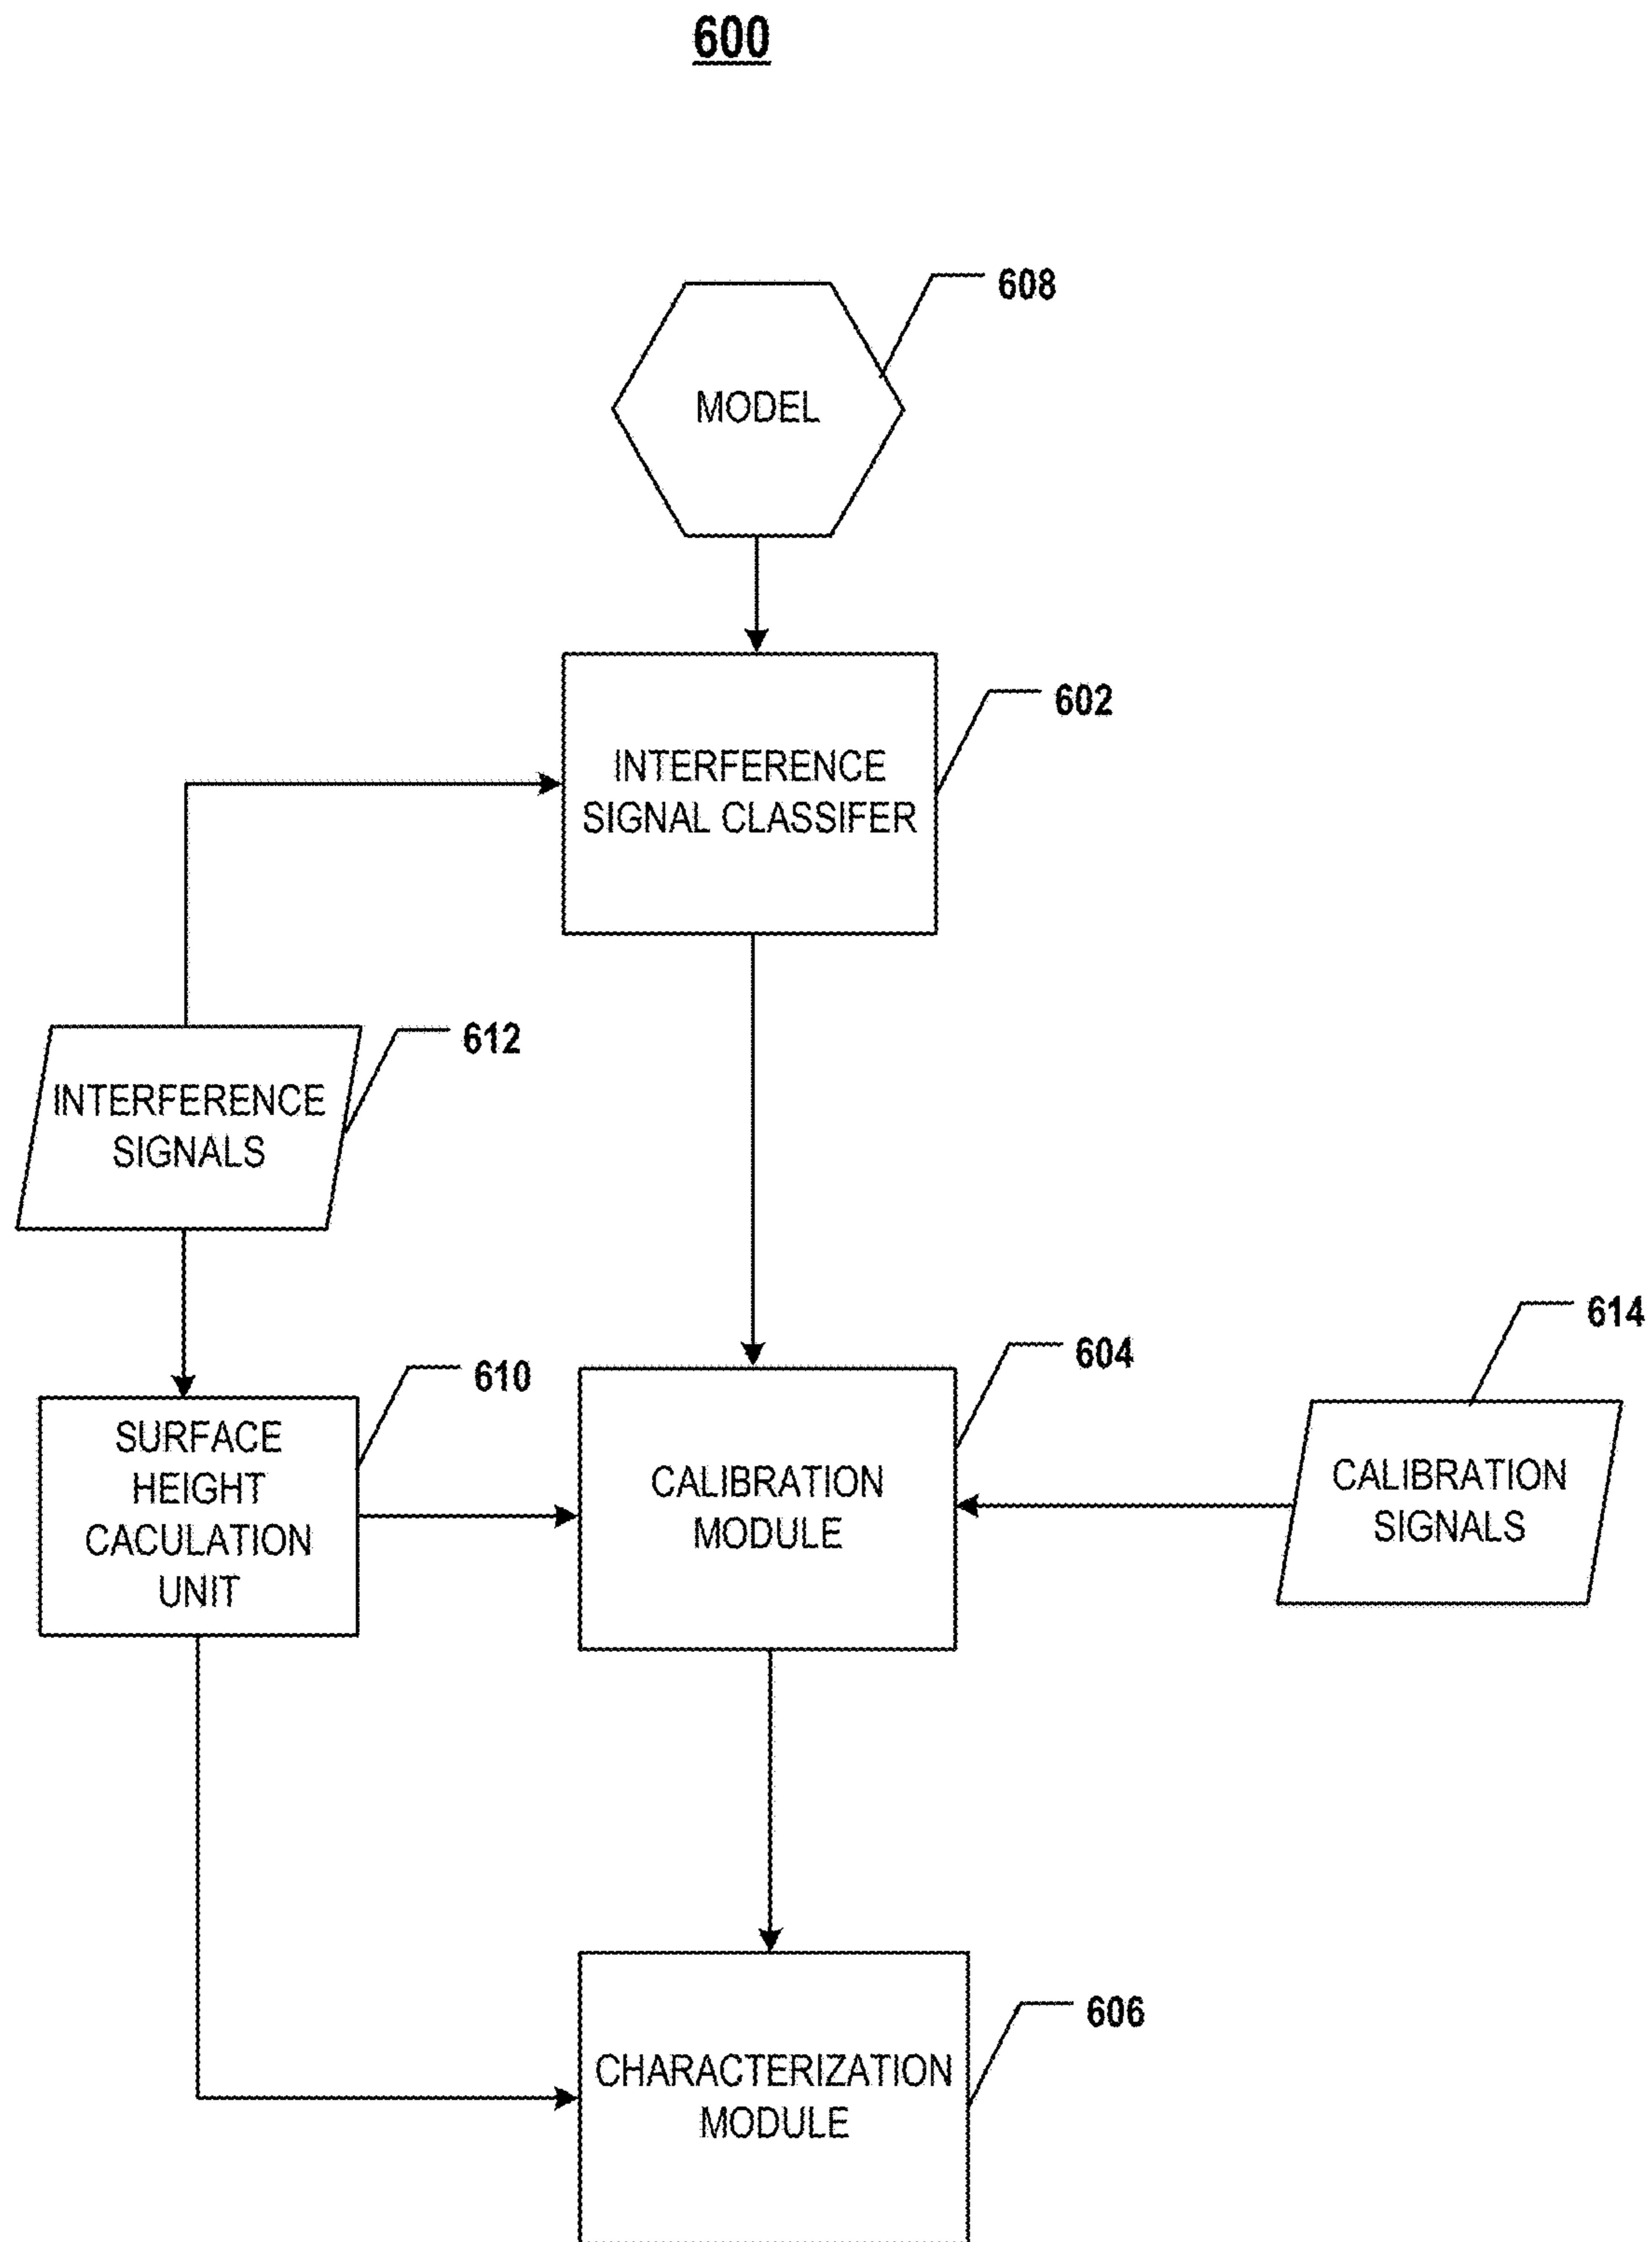 600
608
MODEL
602
INTERFERENCE
SIGNAL CLASSIFER
612
INTERFERENCE
SIGNALS
614
604
610
SURFACE
HEIGHT
CACULATION
UNIT
CALIBRATION
MODULE
CALIBRATION
SIGNALS
606
CHARACTERIZATION
MODULE